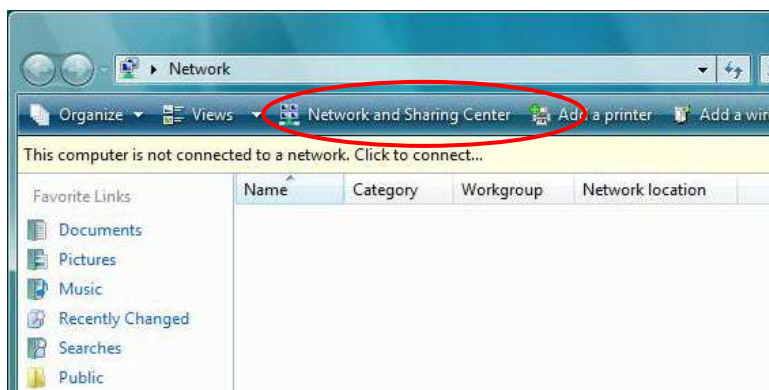 Network
Organize Views Network and Sharing Center Add a printer Add a wir
This computer is not connected to a network. Click to connect...
Favorite Links
Name Category Workgroup Network location
Documents
Pictures
Music
Recently Changed
Searches
Public